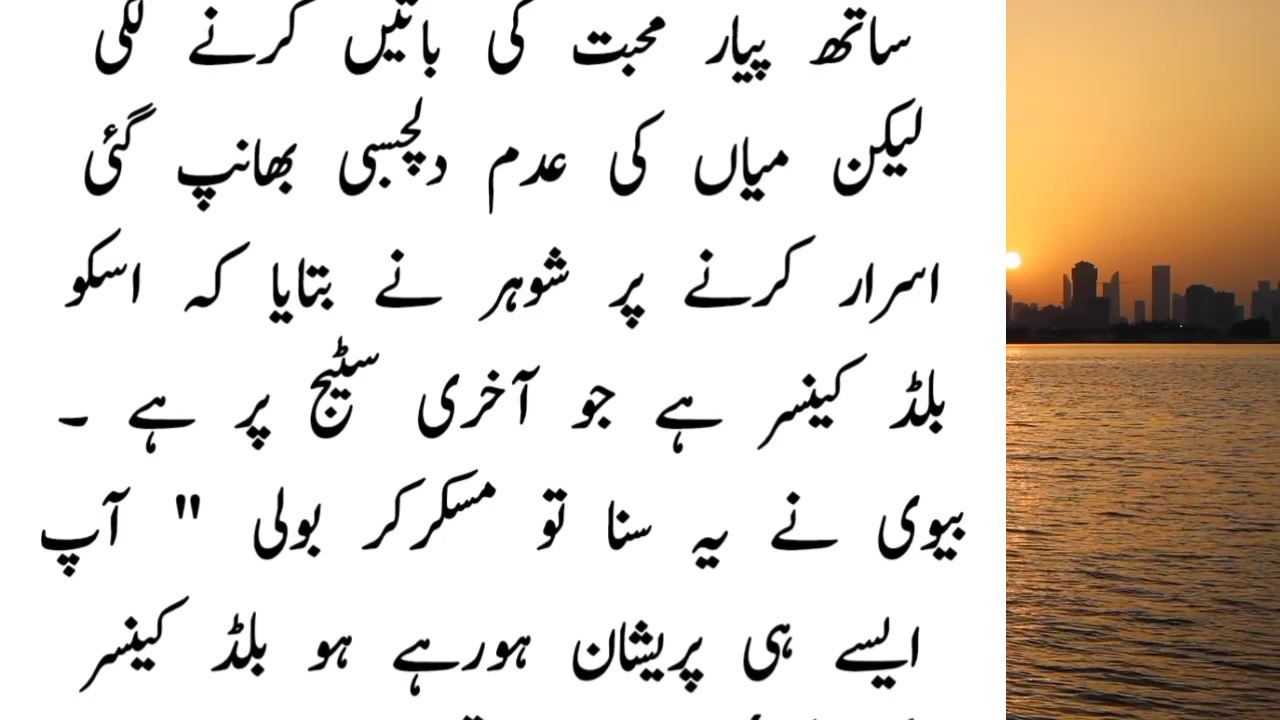 ساتھ پیار محبت کی باتیں کرنے لگی
لیکن میاں کی عدم دلچسبی بھانپ گئی
اسرار کرنے پر شوہر نے بتایا کہ اسکو
بلڈ کینسر ہے جو آخری سٹیج پر ہے ۔
بیوی نے یہ سنا تو مسکرکر بولی " آپ
ایسے ہی پریشان ہورہے ہو بلڈ کینسر